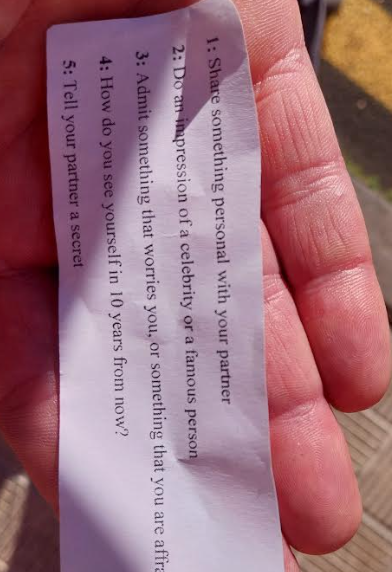 1: Share something personal with your partner
2: Do an impression of a celebrity or a famous person
3: Admit something that worries you, or something that you are affra
4: How do you see yourself in 10 years from now?
5: Tell your partner a secret